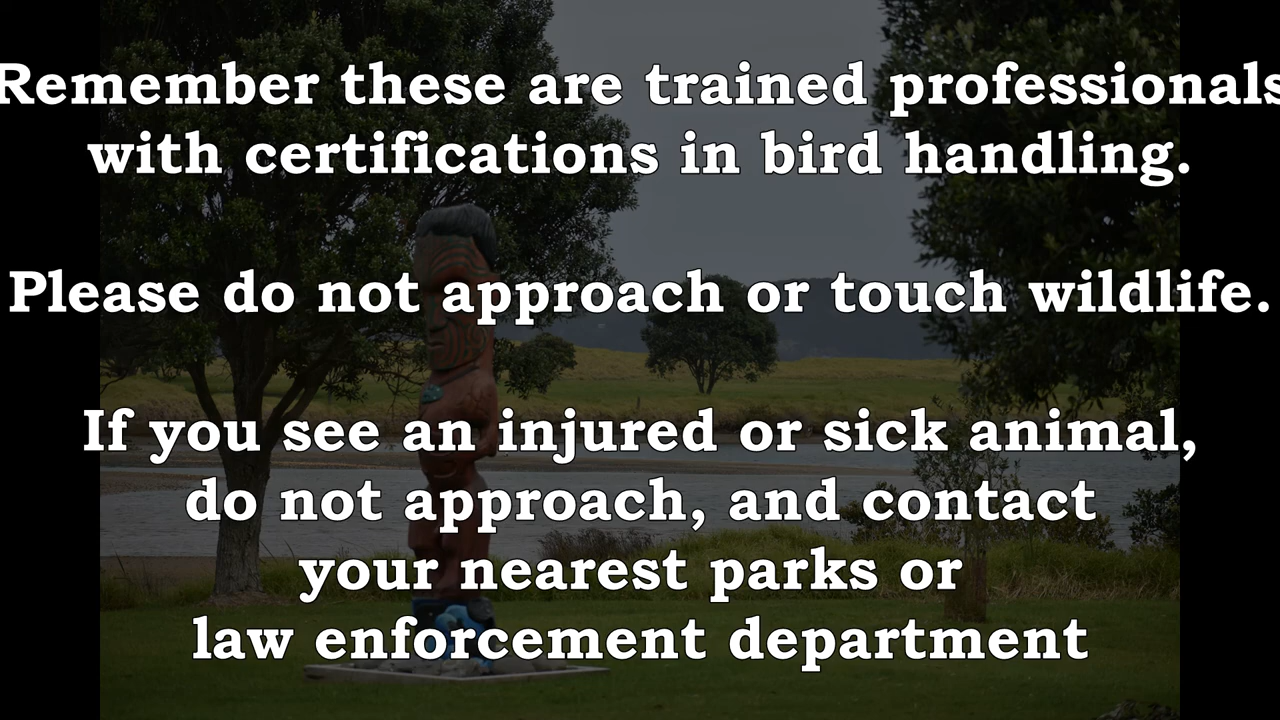 Remember these are trained professionals
with certifications in bird handling.
Please do not approach or touch wildlife.
If you see an injured or sick animal,
do not approach, and contact
your nearest parks or
law enforcement department